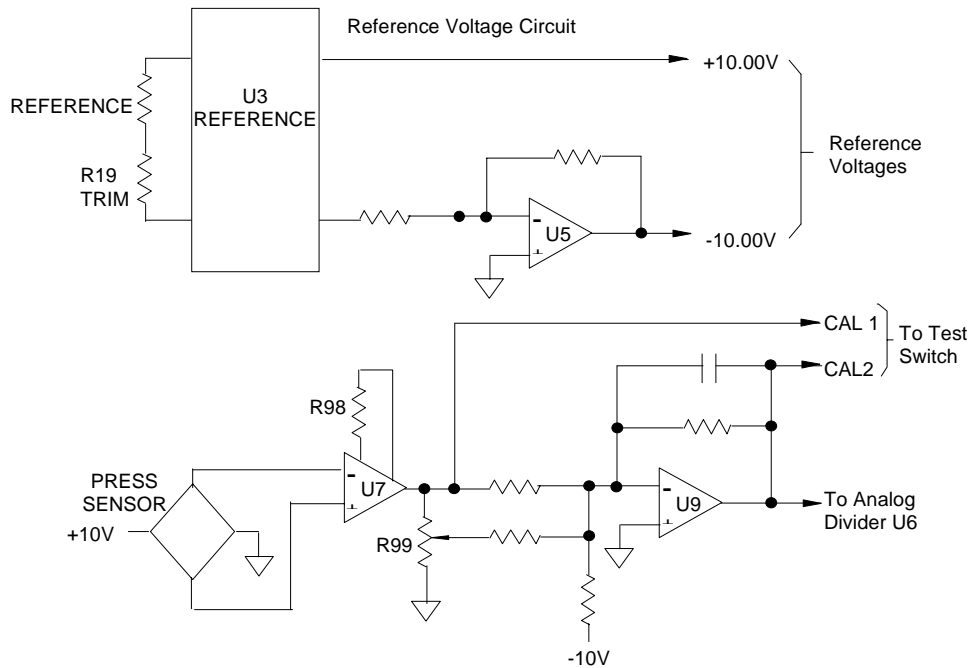 Reference Voltage Circuit
+10.00V
U3
REFERENCE
REFERENCE
R19
TRIM
Reference
Voltages
-
U5
+
-10.00V
CAL 1
To Test
Switch
CAL2
R98
PRESS
SENSOR
-
U7
+
-
U9
+
To Analog
Divider U6
+10V
R99
-10V